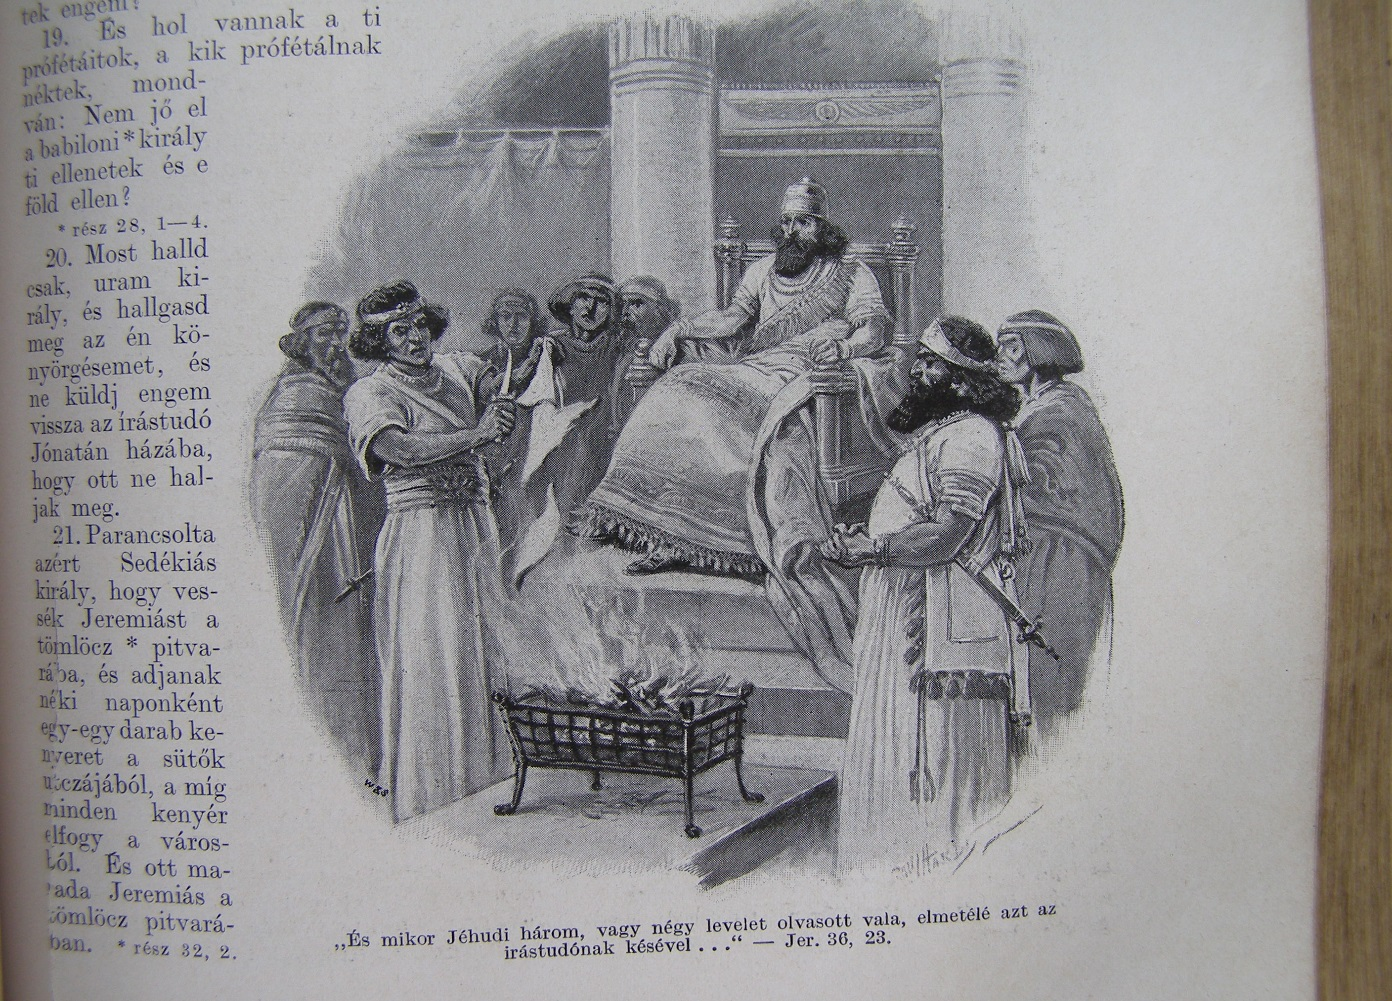 tek engem?
19. És hol vannak a ti
prófétáitok, a kik prófétálnak
néktek, mond-
ván: Nem jő el
a babiloni * király
ti ellenetek és e
föld ellen?
* rész 28, 1—4.
20. Most halld
csak, uram ki-
rály, és hallgasd
meg az én kö-
nyörgésemet, és
ne küldj engem
vissza az írástudó
Jónatán házába,
hogy ott ne hal-
jak meg.
21. Parancsolta
azért Sedékiás
király, hogy ves-
sék Jeremiást a
tömlöcz * pitva-
rába, és adjanak
néki naponként
egy-egy darab ke-
nyeret a sütők
utczájából, a míg
minden kenyér
elfogy a város-
ból. És ott ma-
rada Jeremiás a
tömlöcz pitvará-
ban. * rész 32, 2.
W&S
„És mikor Jéhudi három, vagy négy levelet olvasott vala, elmetélé azt az
irástudónak késével . . .“ — Jer. 36, 23.